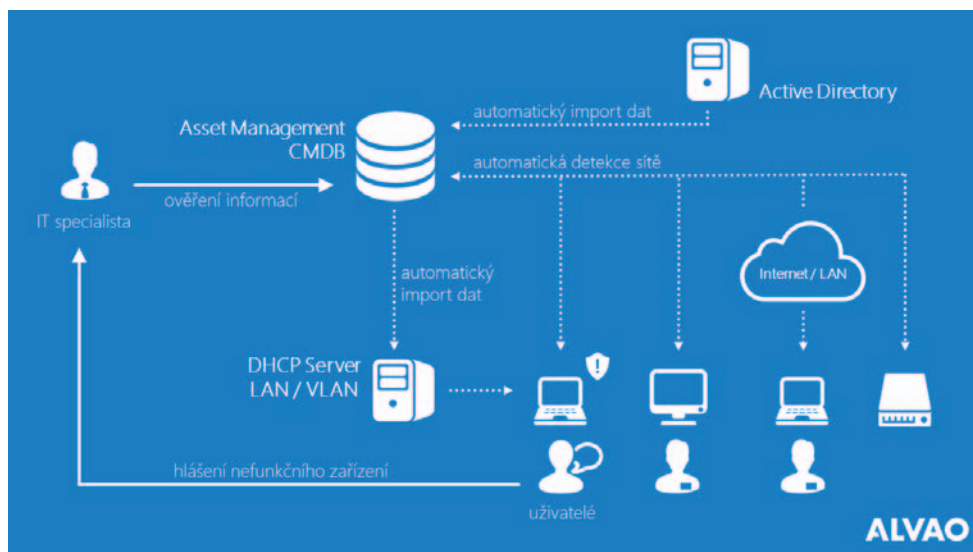 Active Directory
automatický import dat
Asset Management
CMDB
automatická detekce sítě
ověření informací
IT specialista
Internet / LAN
automatický
import dat
DHCP Server
LAN / VLAN
hlášení nefunkčního zařízení
uživatelé
ALVAO